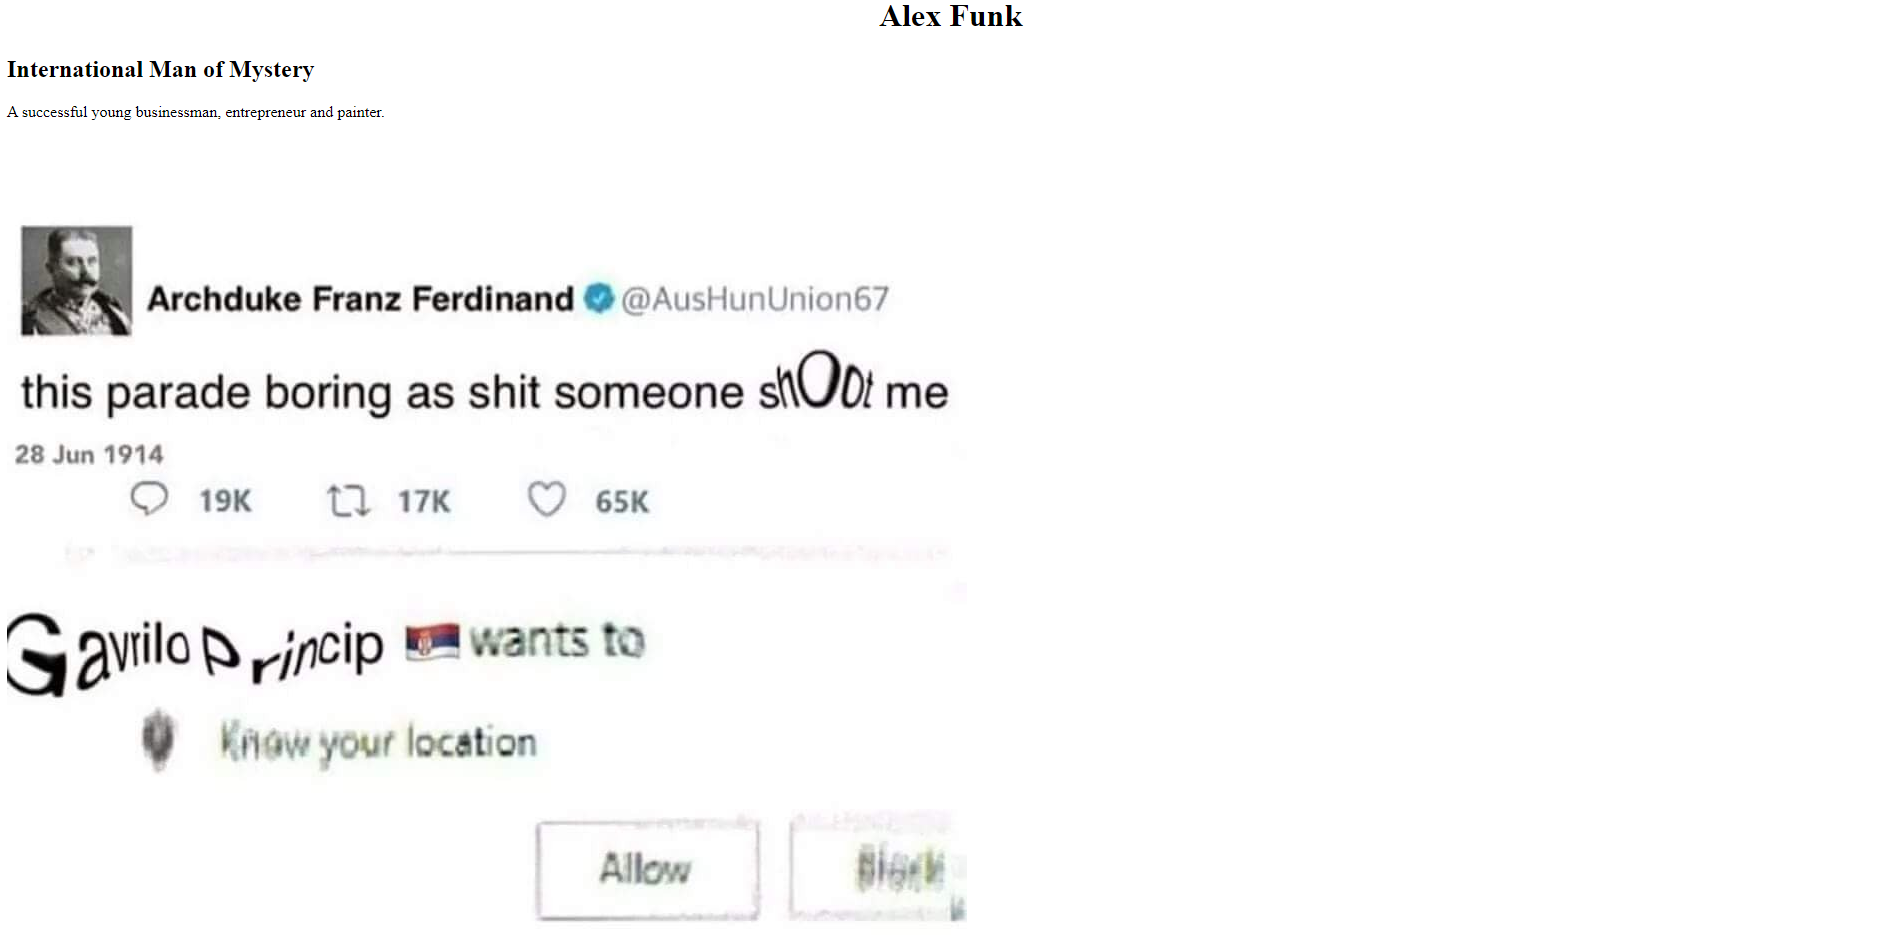 Alex Funk
International Man of Mystery
A successful young businessman, entrepreneur and painter.
Archduke Franz Ferdinand @AusHunUnion67
this parade boring as shit someone shOOt me
28 Jun 1914
19K 17K 65K
Gavrilo Princip 🇷🇸 wants to
Know your location
Allow Block